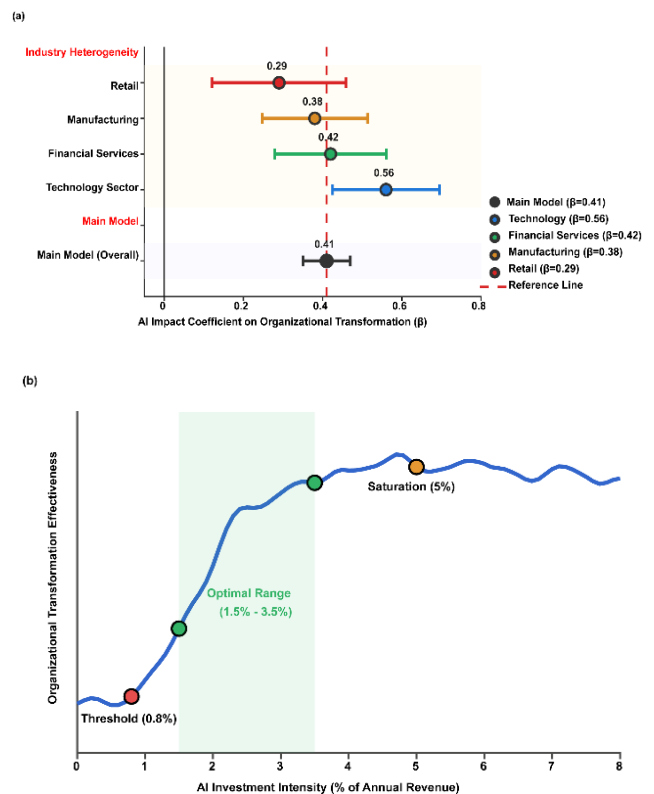 (a)
Industry Heterogeneity
0.29
Retail
0.38
Manufacturing
0.42
Financial Services
0.56
Technology Sector
Main Model (β=0.41)
Technology (β=0.56)
Main Model
Financial Services (β=0.42)
Manufacturing (β=0.38)
0.41
Main Model (Overall)
Retail (β=0.29)
Reference Line
0 0.2 0.4 0.6 0.8
AI Impact Coefficient on Organizational Transformation (β)
(b)
Organizational Transformation Effectiveness
Saturation (5%)
Optimal Range
(1.5% - 3.5%)
Threshold (0.8%)
0 1 2 3 4 5 6 7 8
AI Investment Intensity (% of Annual Revenue)